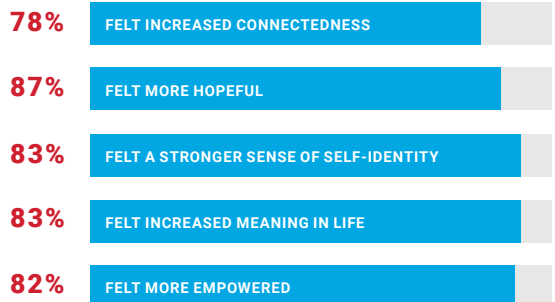 78% FELT INCREASED CONNECTEDNESS
87% FELT MORE HOPEFUL
83% FELT A STRONGER SENSE OF SELF-IDENTITY
83% FELT INCREASED MEANING IN LIFE
82% FELT MORE EMPOWERED